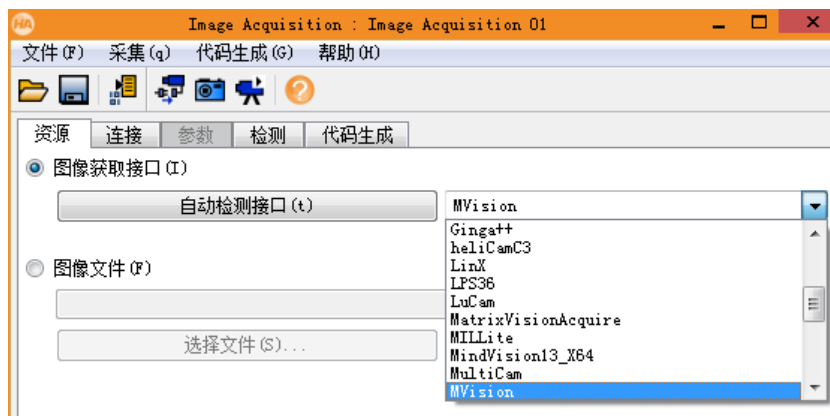 HA Image Acquisition : Image Acquisition 01
文件(F) 采集(q) 代码生成(G) 帮助(H)
资源 连接 参数 检测 代码生成
图像获取接口(I)
自动检测接口(t) MVision
Ginga++
heliCamC3
图像文件(F) LinX
LPS36
LuCam
MatrixVisionAcquire
选择文件(S)... MILLite
MindVision13_X64
MultiCam
MVision